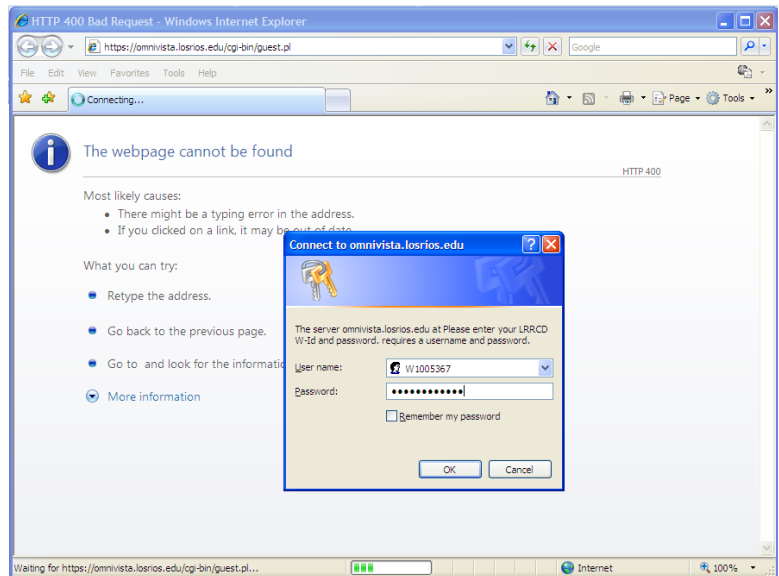 HTTP 400 Bad Request - Windows Internet Explorer
https://omnivista.losrios.edu/cgi-bin/guest.pl
Google
File Edit View Favorites Tools Help
Connecting...
Page Tools
The webpage cannot be found
HTTP 400
Most likely causes:
There might be a typing error in the address.
If you clicked on a link, it may be out of date.
What you can try:
Retype the address.
Go back to the previous page.
Go to and look for the
More information
Connect to omnivista.losrios.edu
The server omnivista.losrios.edu at Please enter your LRRCD
W-Id and password. requires a username and password.
User name:
W1005367
Password:
Remember my password
OK
Cancel
Waiting for https://omnivista.losrios.edu/cgi-bin/guest.pl...
Internet
100%